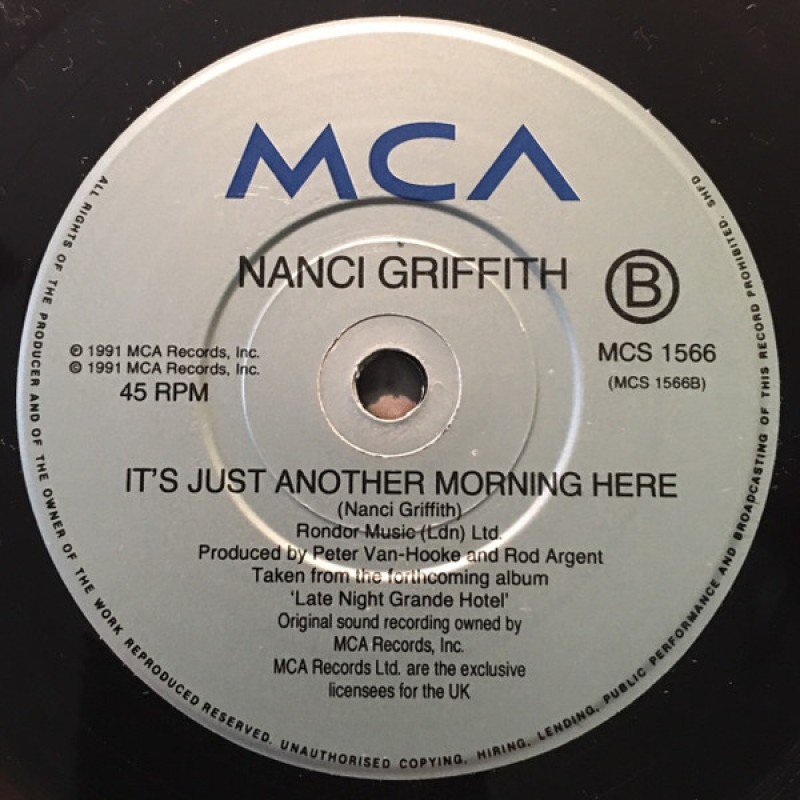 MCA
NANCI GRIFFITH
B
℗ 1991 MCA Records, Inc.
© 1991 MCA Records, Inc.
45 RPM
MCS 1566
(MCS 1566B)
IT'S JUST ANOTHER MORNING HERE
(Nanci Griffith)
Rondor Music (Ldn) Ltd.
Produced by Peter Van-Hooke and Rod Argent
Taken from the forthcoming album
'Late Night Grande Hotel'
Original sound recording owned by
MCA Records, Inc.
MCA Records Ltd. are the exclusive
licensees for the UK
ALL RIGHTS OF THE PRODUCER AND OF THE OWNER OF THE WORK REPRODUCED RESERVED. UNAUTHORISED COPYING, HIRING, LENDING, PUBLIC PERFORMANCE AND BROADCASTING OF THIS RECORD PROHIBITED. SHFD